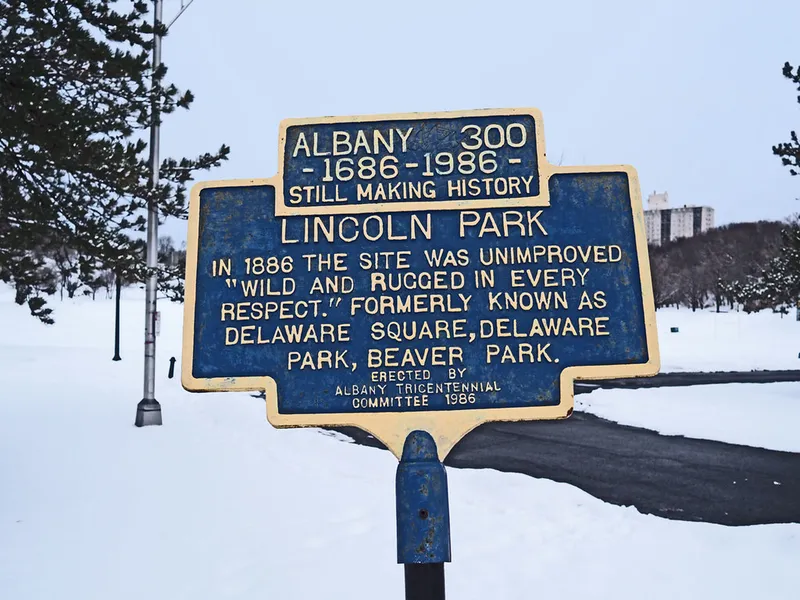 ALBANY 300
-1686-1986-
STILL MAKING HISTORY
LINCOLN PARK
IN 1886 THE SITE WAS UNIMPROVED
"WILD AND RUGGED IN EVERY
RESPECT." FORMERLY KNOWN AS
DELAWARE SQUARE, DELAWARE
PARK, BEAVER PARK.
ERECTED BY
ALBANY TRICENTENNIAL
COMMITTEE 1986